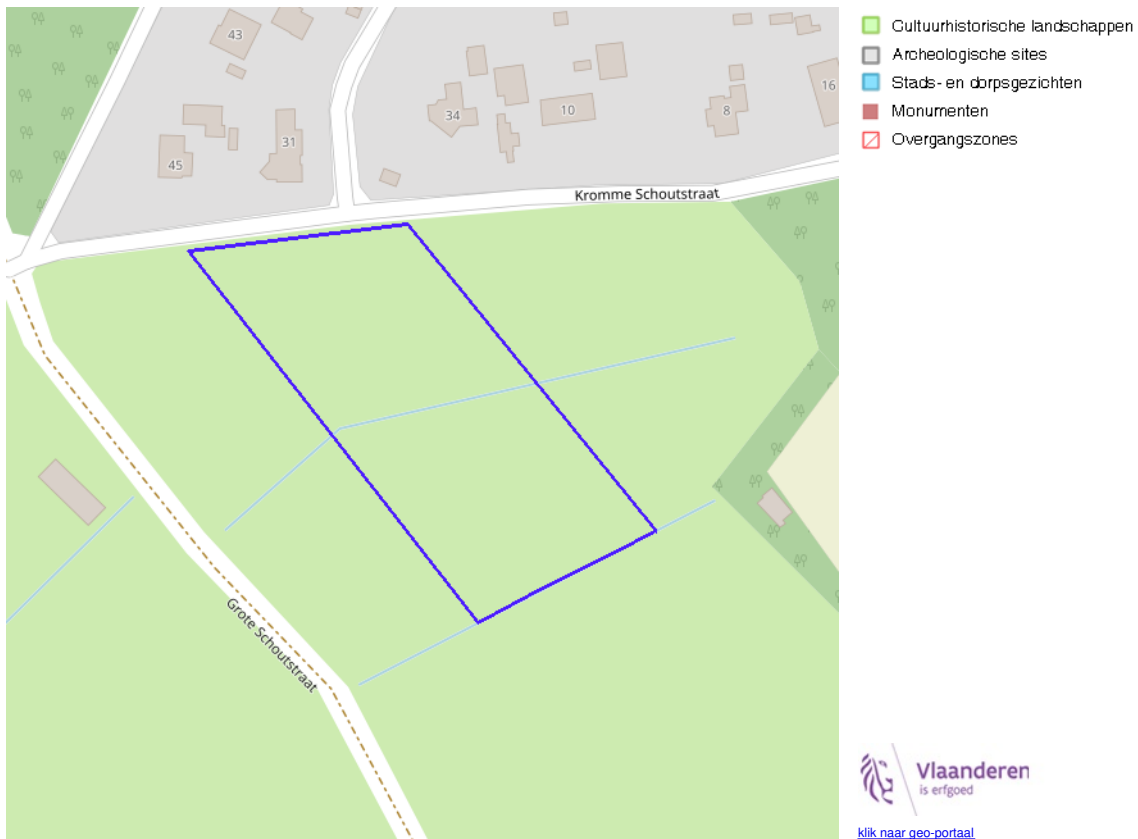 43
34
10
8
16
31
45
Kromme Schoutstraat
Grote Schoutstraat
Cultuurhistorische landschappen
Archeologische sites
Stads- en dorpsgezichten
Monumenten
Overgangszones
Vlaanderen
is erfgoed
klik naar geo-portaal